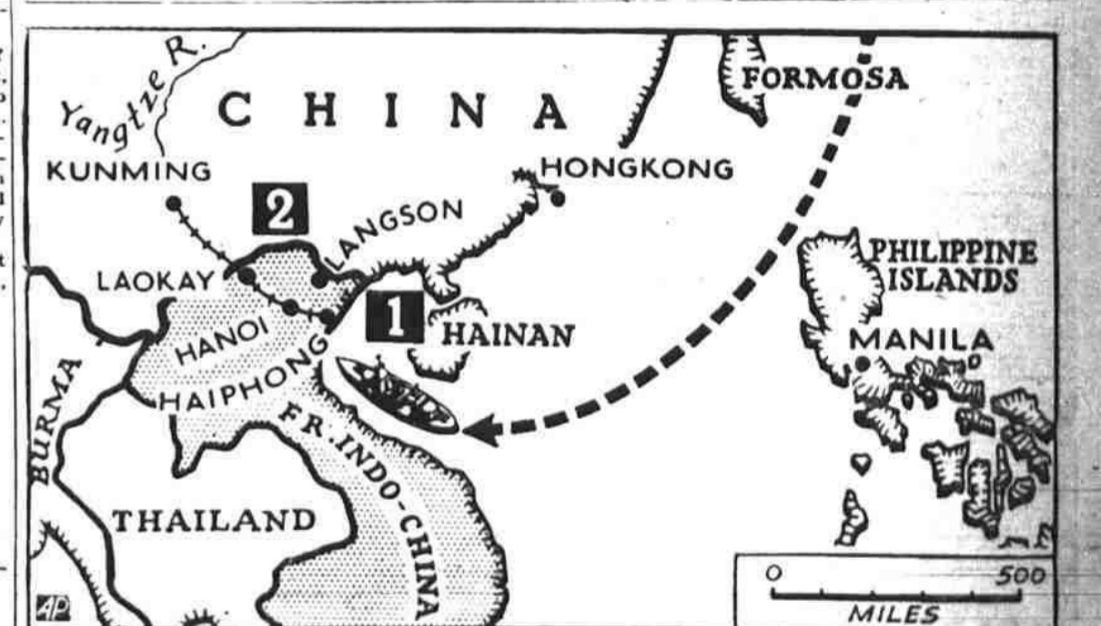 Yangtze R.
CHINA
FORMOSA
KUNMING
HONGKONG
2
LANGSON
LAOKAY
PHILIPPINE
ISLANDS
1
HAINAN
HANOI
MANILA
HAIPHONG
BURMA
FR. INDO-CHINA
THAILAND
0 500
MILES
AP